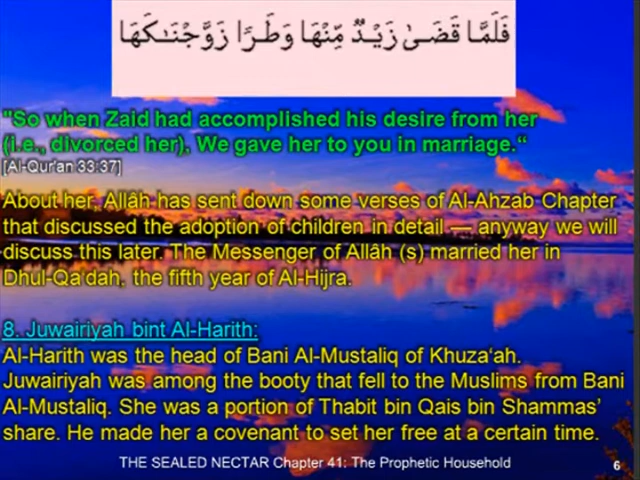 فَلَمَّا قَضَىٰ زَيْدٌ مِّنْهَا وَطَرًا زَوَّجْنَـٰكَهَا
"So when Zaid had accomplished his desire from her
(i.e., divorced her), We gave her to you in marriage.“
[Al-Qur'an 33:37]
About her, Allâh has sent down some verses of Al-Ahzab Chapter
that discussed the adoption of children in detail — anyway we will
discuss this later. The Messenger of Allâh (s) married her in
Dhul-Qa‘dah, the fifth year of Al-Hijra.
8. Juwairiyah bint Al-Harith:
Al-Harith was the head of Bani Al-Mustaliq of Khuza‘ah.
Juwairiyah was among the booty that fell to the Muslims from Bani
Al-Mustaliq. She was a portion of Thabit bin Qais bin Shammas’
share. He made her a covenant to set her free at a certain time.
THE SEALED NECTAR Chapter 41: The Prophetic Household
6